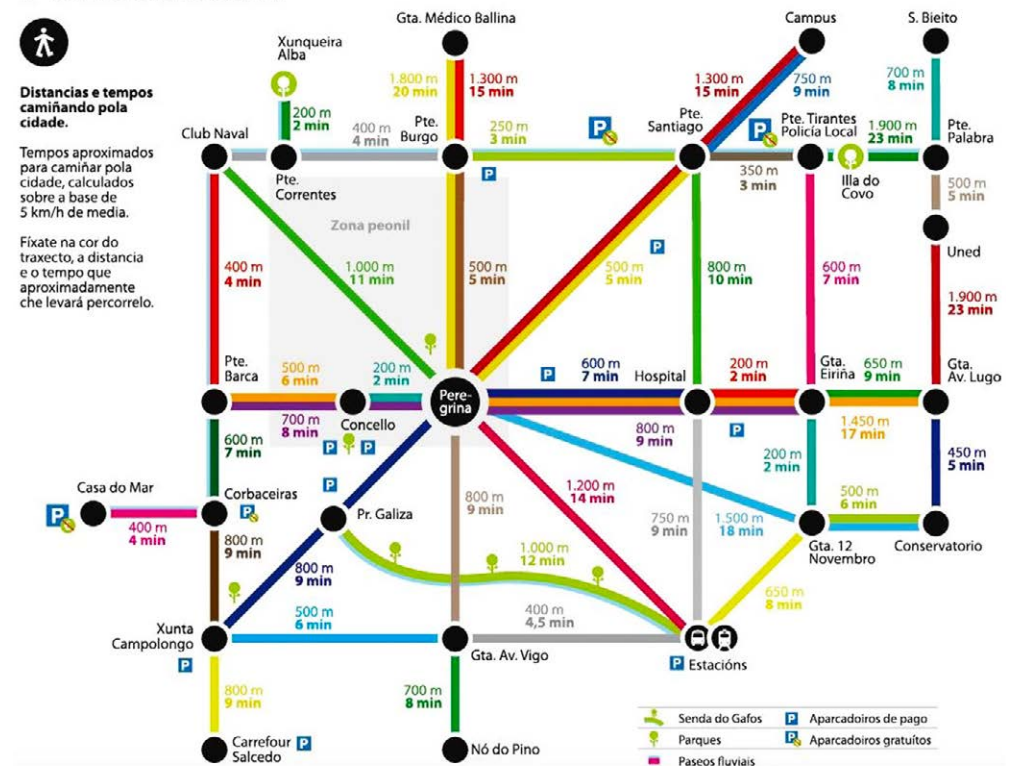 Distancias e tempos
camiñando pola
cidade.
Tempos aproximados
para camiñar pola
cidade, calculados
sobre a base de
5 km/h de media.
Fíxate na cor do
traxecto, a distancia
e o tempo que
aproximadamente
che levará percorrelo.
Gta. Médico Ballina
Campus
S. Bieito
Xunqueira
Alba
1.800 m
20 min
1.300 m
15 min
1.300 m
15 min
750 m
9 min
700 m
8 min
200 m
2 min
Club Naval
400 m
4 min
Pte.
Burgo
250 m
3 min
P
Pte.
Santiago
P
Pte. Tirantes
Policía Local
1.900 m
23 min
Pte.
Palabra
Pte.
Correntes
P
350 m
3 min
Illa do
Covo
500 m
5 min
Zona peonil
Uned
P
400 m
4 min
1.000 m
11 min
500 m
5 min
500 m
5 min
800 m
10 min
600 m
7 min
1.900 m
23 min
Pte.
Barca
500 m
6 min
200 m
2 min
P
600 m
7 min
Hospital
200 m
2 min
Gta.
Eiriña
650 m
9 min
Gta.
Av. Lugo
Pere-
grina
700 m
8 min
Concello
P
P
800 m
9 min
P
1.450 m
17 min
600 m
7 min
200 m
2 min
450 m
5 min
Casa do Mar
P
400 m
4 min
Corbaceiras
P
P
Pr. Galiza
800 m
9 min
1.200 m
14 min
750 m
9 min
1.500 m
18 min
500 m
6 min
Gta. 12
Novembro
Conservatorio
800 m
9 min
800 m
9 min
1.000 m
12 min
650 m
8 min
500 m
6 min
400 m
4,5 min
Xunta
Campolongo
P
Gta. Av. Vigo
P
Estacións
800 m
9 min
700 m
8 min
Carrefour
Salcedo
P
Nó do Pino
Senda do Gafos
P
Aparcadoiros de pago
Parques
P
Aparcadoiros gratuítos
Paseos fluviais